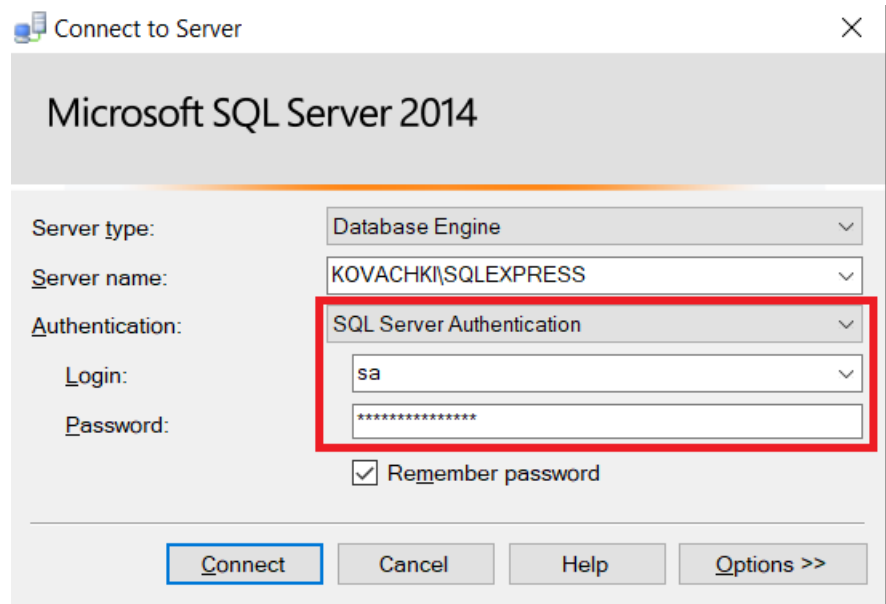 Connect to Server
Microsoft SQL Server 2014
Server type: Database Engine
Server name: KOVACHKI\SQLEXPRESS
Authentication: SQL Server Authentication
Login: sa
Password: ***************
Remember password
Connect Cancel Help Options >>